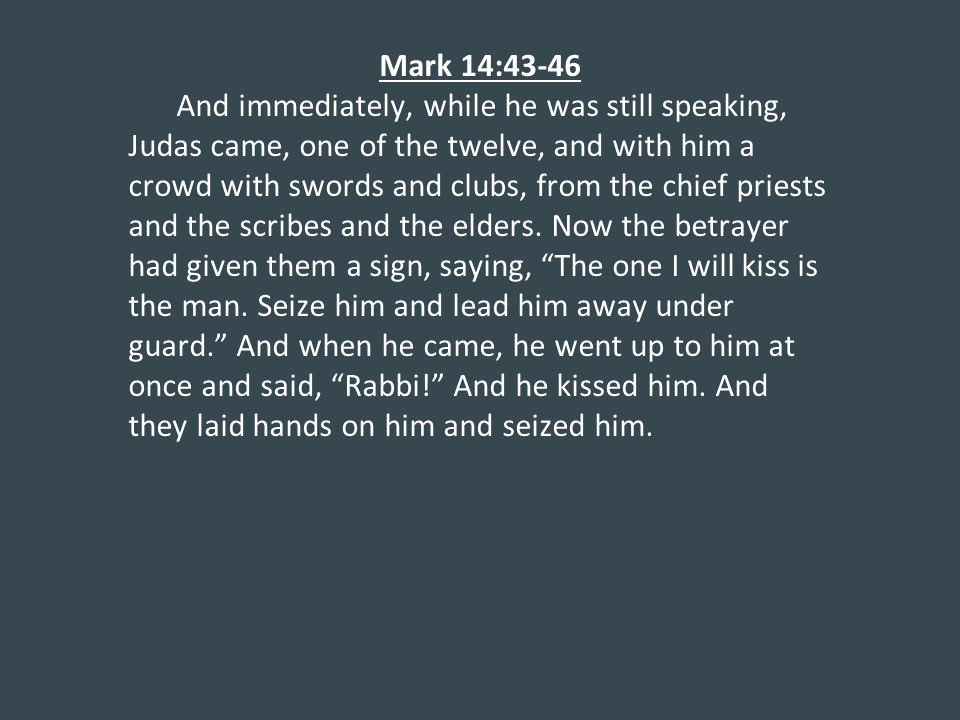 Mark 14:43-46
And immediately, while he was still speaking,
Judas came, one of the twelve, and with him a
crowd with swords and clubs, from the chief priests
and the scribes and the elders. Now the betrayer
had given them a sign, saying, “The one I will kiss is
the man. Seize him and lead him away under
guard.” And when he came, he went up to him at
once and said, “Rabbi!” And he kissed him. And
they laid hands on him and seized him.